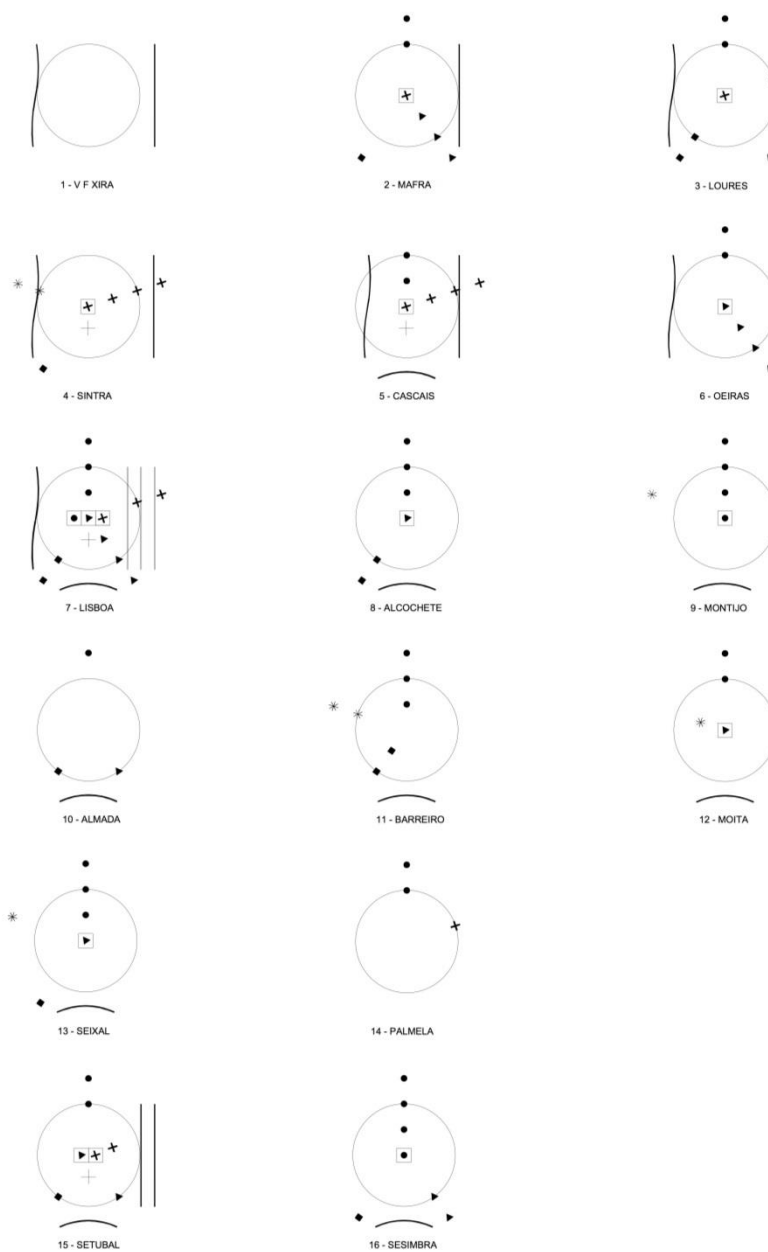 1 - V F XIRA
2 - MAFRA
3 - LOURES
4 - SINTRA
5 - CASCAIS
6 - OEIRAS
7 - LISBOA
8 - ALCOCHETE
9 - MONTIJO
10 - ALMADA
11 - BARREIRO
12 - MOITA
13 - SEIXAL
14 - PALMELA
15 - SETUBAL
16 - SESIMBRA